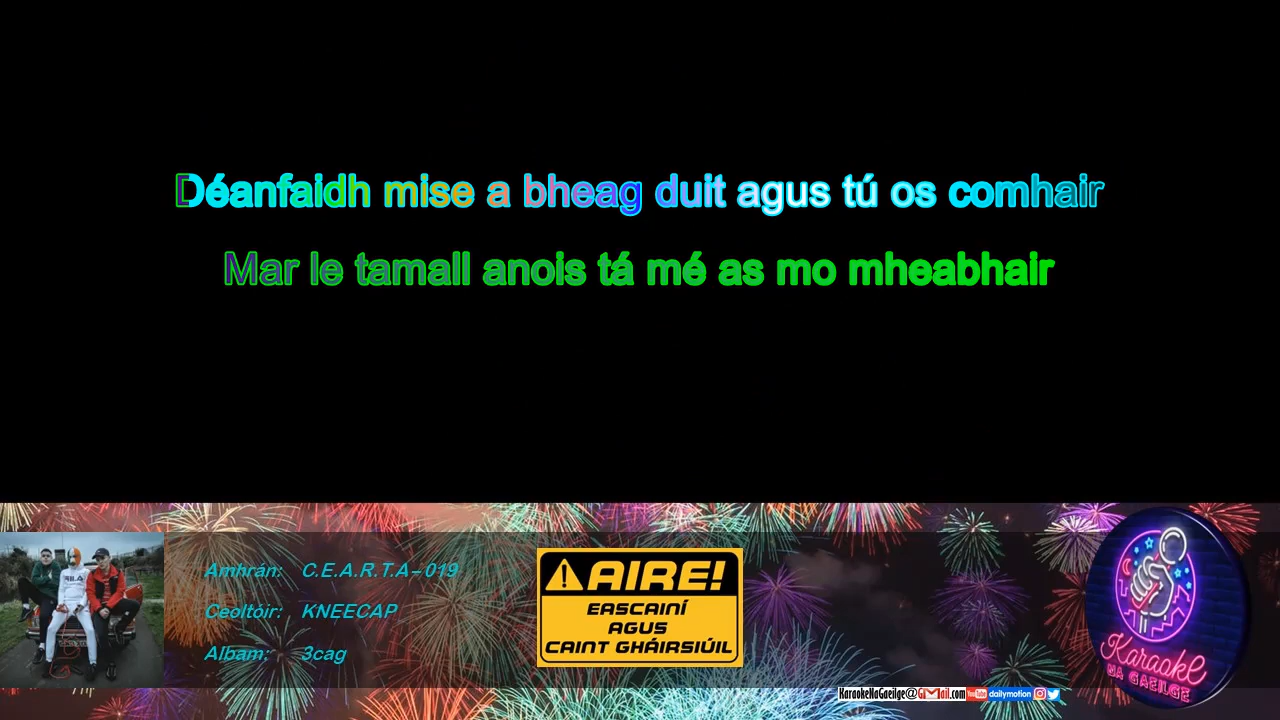 Déanfaidh mise a bheag duit agus tú os comhair
Mar le tamall anois tá mé as mo mheabhair
Amhrán: C.E.A.R.T.A - 019
Ceoltóir: KNEECAP
Albam: 3cag
AIRE!
EASCAINÍ
AGUS
CAINT GHÁIRSIÚIL
Karaoke
NA GAEILGE
KaraokeNaGaeilge@GMail.com YouTube dailymotion